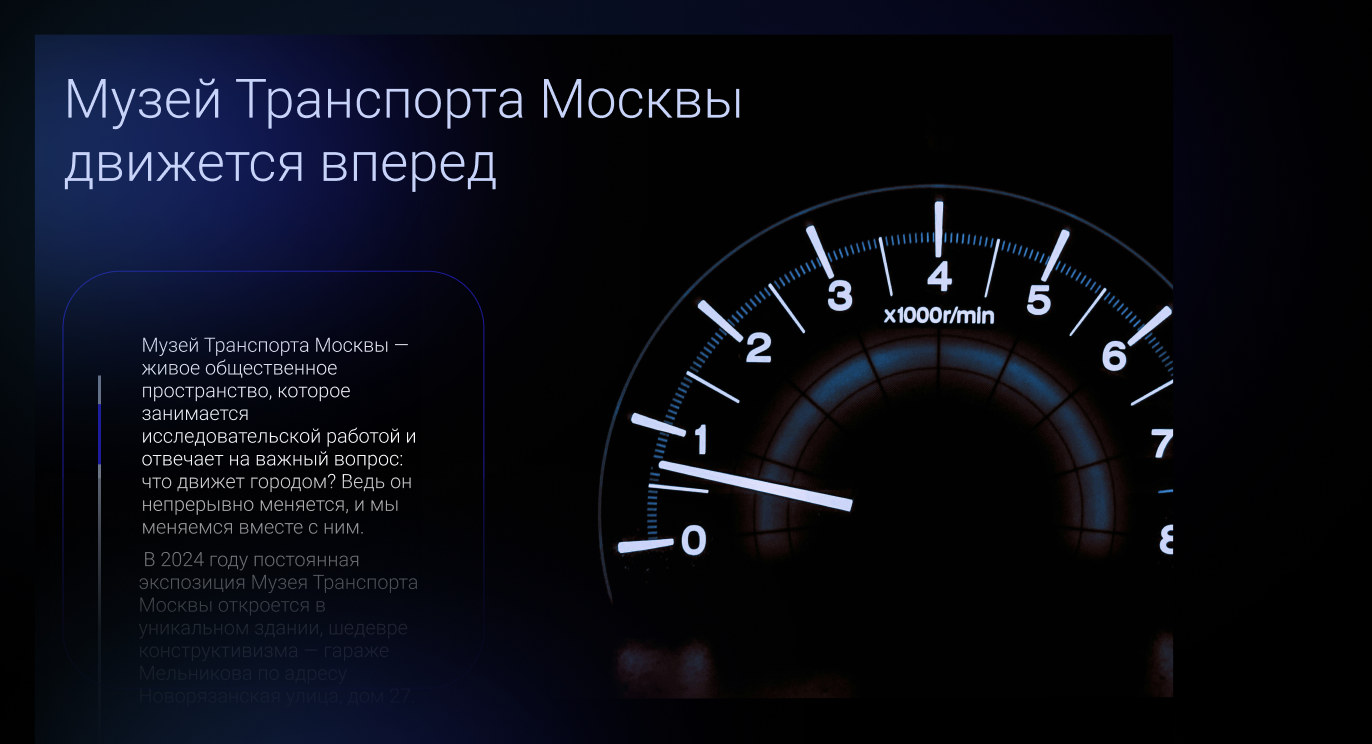 Музей Транспорта Москвы
движется вперед
Музей Транспорта Москвы —
живое общественное
пространство, которое
занимается
исследовательской работой и
отвечает на важный вопрос:
что движет городом? Ведь он
непрерывно меняется, и мы
меняемся вместе с ним.
В 2024 году постоянная
экспозиция Музея Транспорта
Москвы откроется в
уникальном здании, шедевре
конструктивизма — гараже
Мельникова по адресу
Новорязанская улица, дом 27
0
1
2
3
4
5
6
7
8
x1000r/min